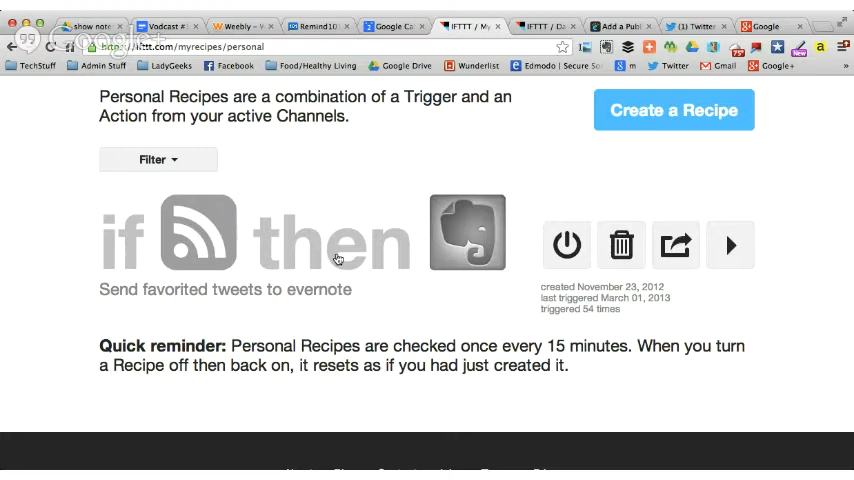 show note
Vodcast #
Weebly -
Remind10
Google Ca
IFTTT / My
IFTTT / Da
Add a Publ
(1) Twitter
Google
https://ifttt.com/myrecipes/personal
Google+
TechStuff
Admin Stuff
LadyGeeks
Facebook
Food/Healthy Living
Google Drive
Wunderlist
Edmodo | Secure So
m
Twitter
Gmail
Google+
Personal Recipes are a combination of a Trigger and an
Action from your active Channels.
Create a Recipe
Filter
if then
Send favorited tweets to evernote
created November 23, 2012
last triggered March 01, 2013
triggered 54 times
Quick reminder: Personal Recipes are checked once every 15 minutes. When you turn
a Recipe off then back on, it resets as if you had just created it.